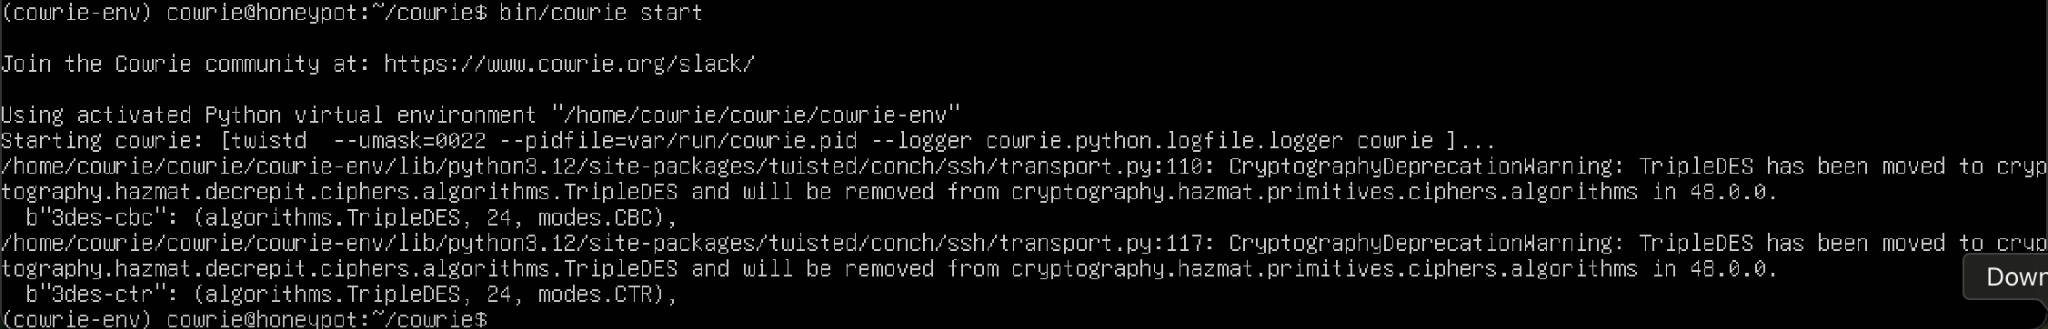 (cowrie-env) cowrie@honeypot:~/cowrie$ bin/cowrie start
Join the Cowrie community at: https://www.cowrie.org/slack/
Using activated Python virtual environment "/home/cowrie/cowrie/cowrie-env"
Starting cowrie: [twistd  --umask=0022 --pidfile=var/run/cowrie.pid --logger cowrie.python.logfile.logger cowrie ]...
/home/cowrie/cowrie/cowrie-env/lib/python3.12/site-packages/twisted/conch/ssh/transport.py:110: CryptographyDeprecationWarning: TripleDES has been moved to cryp
tography.hazmat.decrepit.ciphers.algorithms.TripleDES and will be removed from cryptography.hazmat.primitives.ciphers.algorithms in 48.0.0.
  b"3des-cbc": (algorithms.TripleDES, 24, modes.CBC),
/home/cowrie/cowrie/cowrie-env/lib/python3.12/site-packages/twisted/conch/ssh/transport.py:117: CryptographyDeprecationWarning: TripleDES has been moved to cryp
tography.hazmat.decrepit.ciphers.algorithms.TripleDES and will be removed from cryptography.hazmat.primitives.ciphers.algorithms in 48.0.0.
Down
  b"3des-ctr": (algorithms.TripleDES, 24, modes.CTR),
(cowrie-env) cowrie@honeypot:~/cowrie$